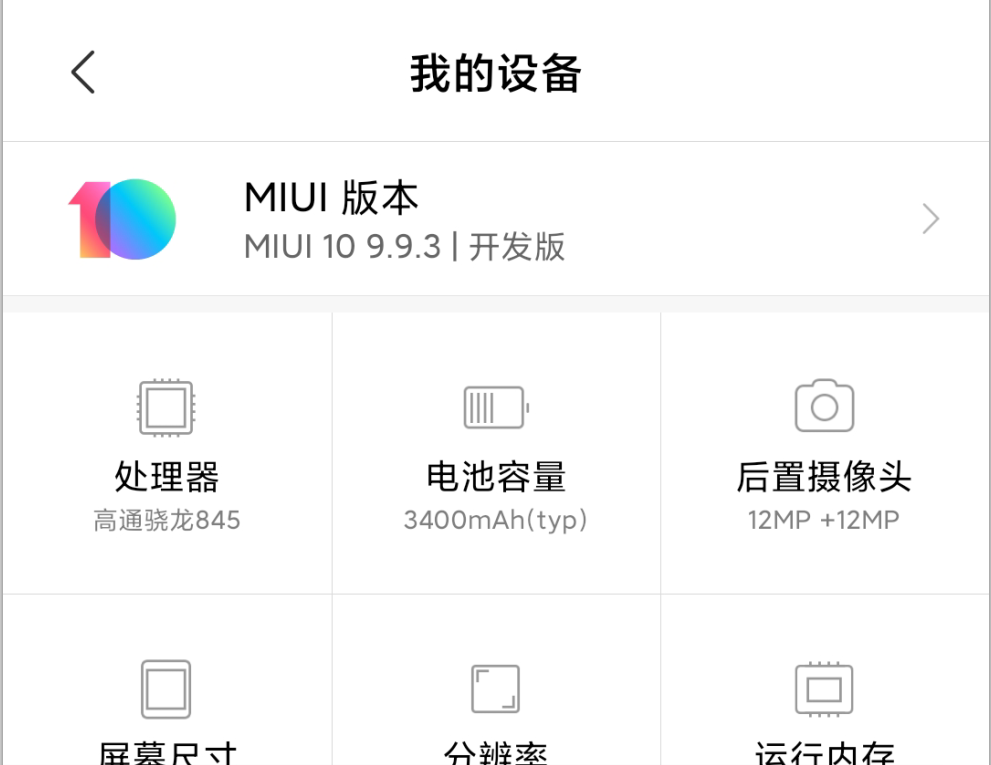 我的设备
MIUI 版本
MIUI 10 9.9.3 | 开发版
处理器
高通骁龙845
电池容量
3400mAh(typ)
后置摄像头
12MP +12MP
屏幕尺寸
分辨率
运行内存